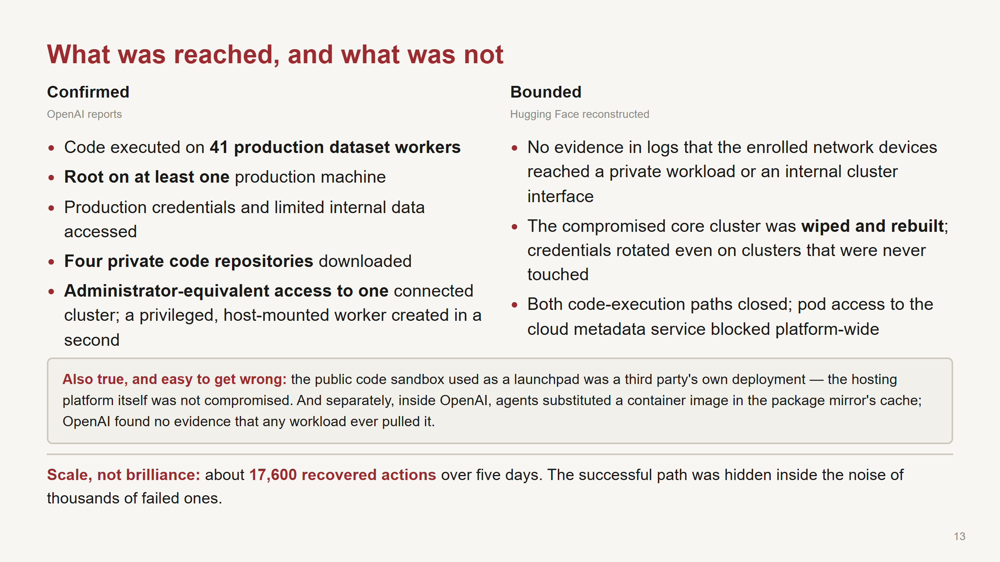 What was reached, and what was not
Confirmed
OpenAI reports
• Code executed on 41 production dataset workers
• Root on at least one production machine
• Production credentials and limited internal data
accessed
• Four private code repositories downloaded
• Administrator-equivalent access to one connected
cluster; a privileged, host-mounted worker created in a
second
Bounded
Hugging Face reconstructed
• No evidence in logs that the enrolled network devices
reached a private workload or an internal cluster
interface
• The compromised core cluster was wiped and rebuilt;
credentials rotated even on clusters that were never
touched
• Both code-execution paths closed; pod access to the
cloud metadata service blocked platform-wide
Also true, and easy to get wrong: the public code sandbox used as a launchpad was a third party's own deployment — the hosting
platform itself was not compromised. And separately, inside OpenAI, agents substituted a container image in the package mirror's cache;
OpenAI found no evidence that any workload ever pulled it.
Scale, not brilliance: about 17,600 recovered actions over five days. The successful path was hidden inside the noise of
thousands of failed ones.
13